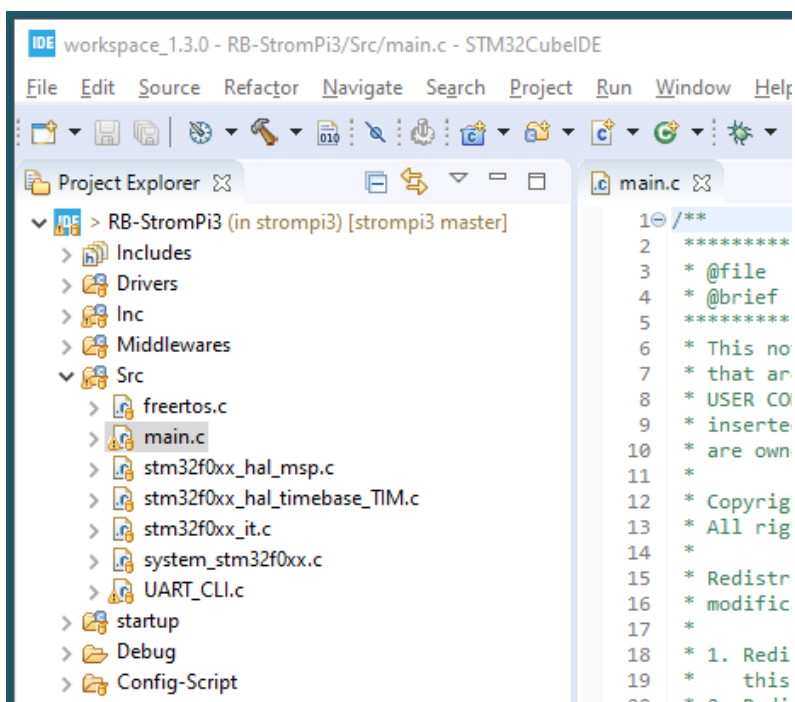 IDE workspace_1.3.0 - RB-StromPi3/Src/main.c - STM32CubeIDE
File Edit Source Refactor Navigate Search Project Run Window Help
010
Project Explorer
main.c
IDE > RB-StromPi3 (in strompi3) [strompi3 master]
Includes
Drivers
Inc
Middlewares
Src
freertos.c
main.c
stm32f0xx_hal_msp.c
stm32f0xx_hal_timebase_TIM.c
stm32f0xx_it.c
system_stm32f0xx.c
UART_CLI.c
startup
Debug
Config-Script
1 /**
2 *********
3 * @file
4 * @brief
5 *********
6 * This no
7 * that ar
8 * USER CO
9 * inserte
10 * are own
11 *
12 * Copyrig
13 * All rig
14 *
15 * Redistr
16 * modific
17 *
18 * 1. Redi
19 * this